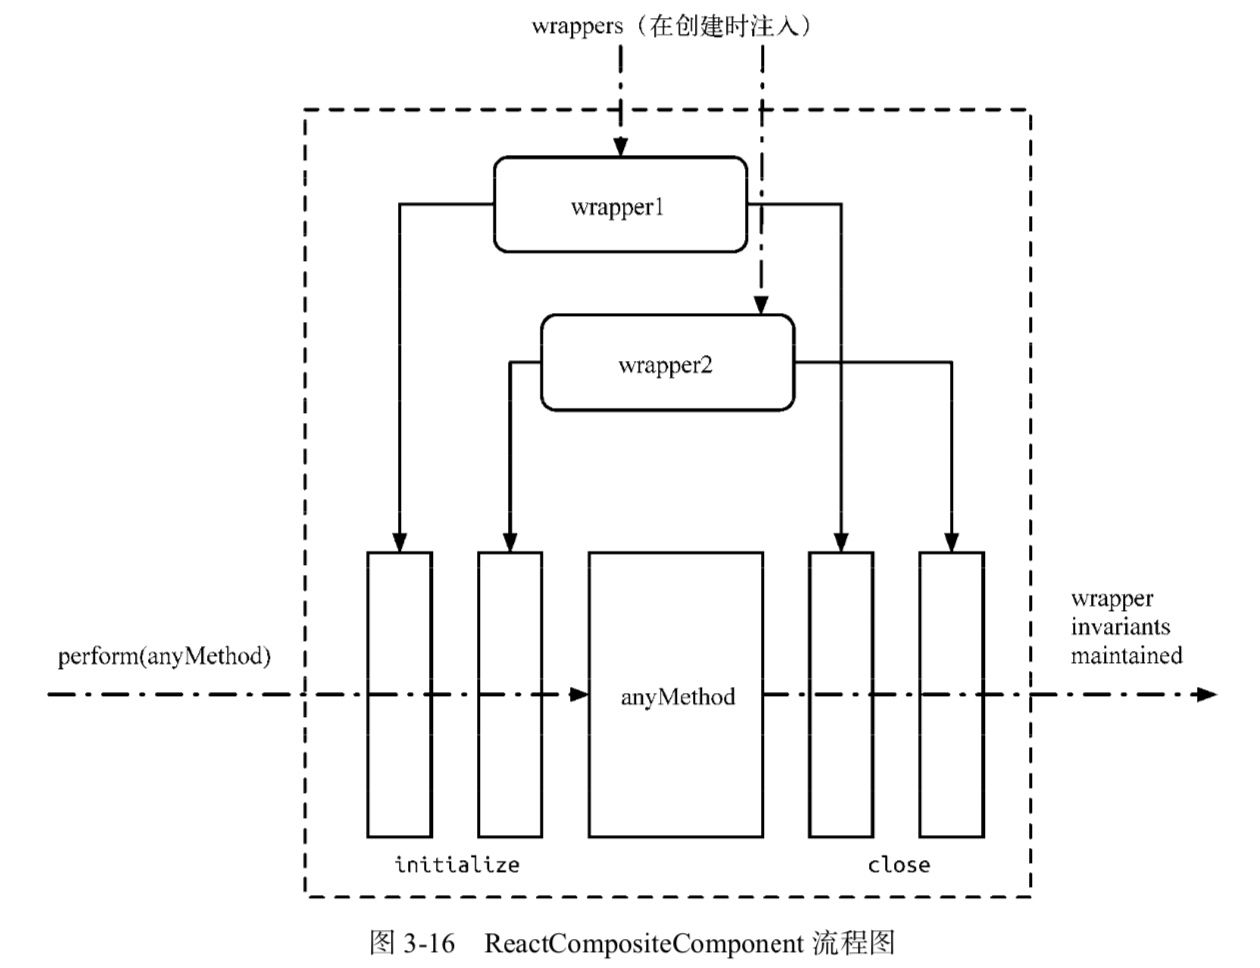 wrappers（在创建时注入）
wrapper1
wrapper2
perform(anyMethod)
anyMethod
wrapper
invariants
maintained
initialize
close
图 3-16 ReactCompositeComponent 流程图